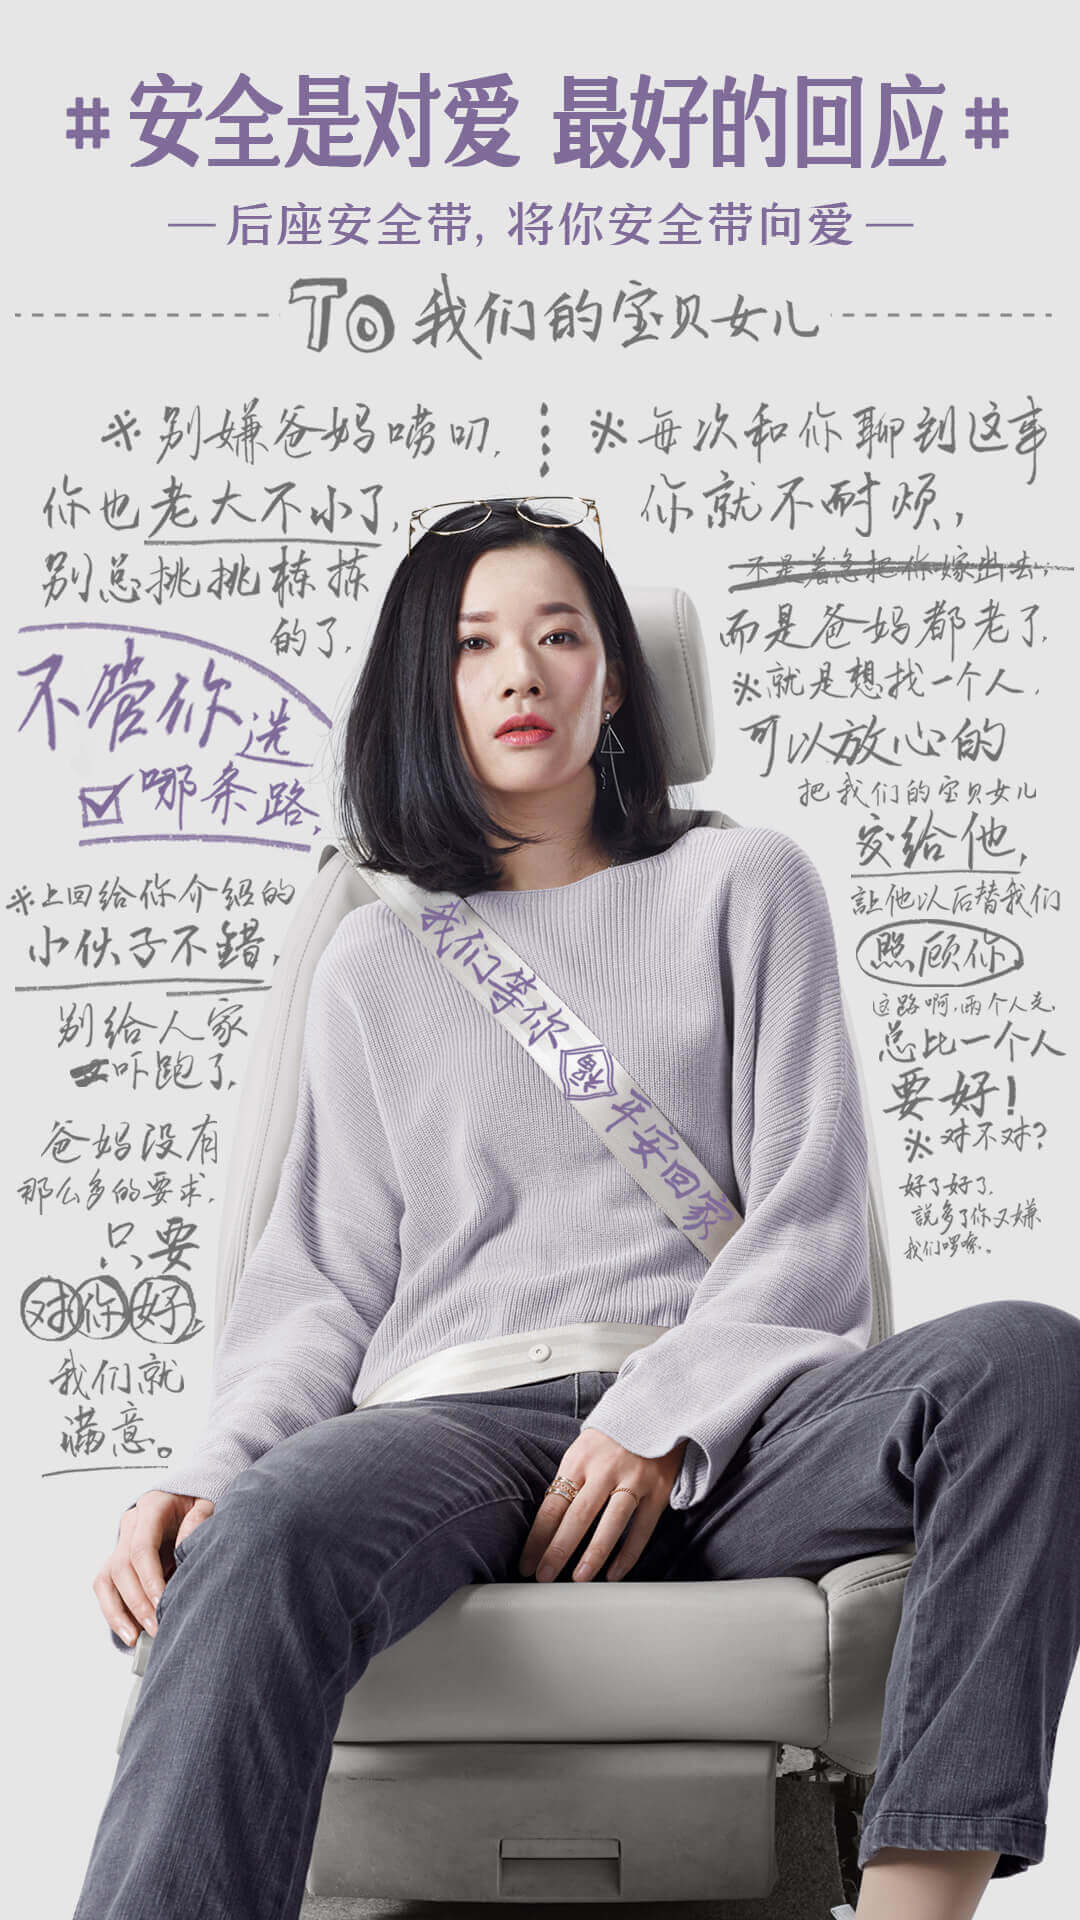 #安全是对爱 最好的回应#
—后座安全带,将你安全带向爱—
TO我们的宝贝女儿
※别嫌爸妈唠叨,
你也老大不小了,
别总挑挑拣拣
的了,
不管你选
哪条路,
※上回给你介绍的
小伙子不錯,
别给人家
吓跑了,
爸妈没有
那么多的要求,
只要
对你好,
我们就
满意。
※每次和你聊到这事
你就不耐烦,
不是着急把你嫁出去,
而是爸妈都老了,
※就是想找一个人,
可以放心的
把我们的宝贝女儿
交给他,
讓他以后替我们
照顾你,
这路啊,两个人走,
总比一个人
要好!
※对不对?
好了好了,
説多了你又嫌
我们啰嗦。
我们等你 福 平安回家